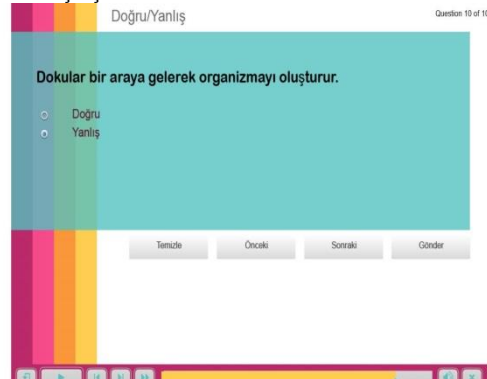 Doğru/Yanlış
Question 10 of 10
Dokular bir araya gelerek organizmayı oluşturur.
Doğru
Yanlış
Temizle
Önceki
Sonraki
Gönder